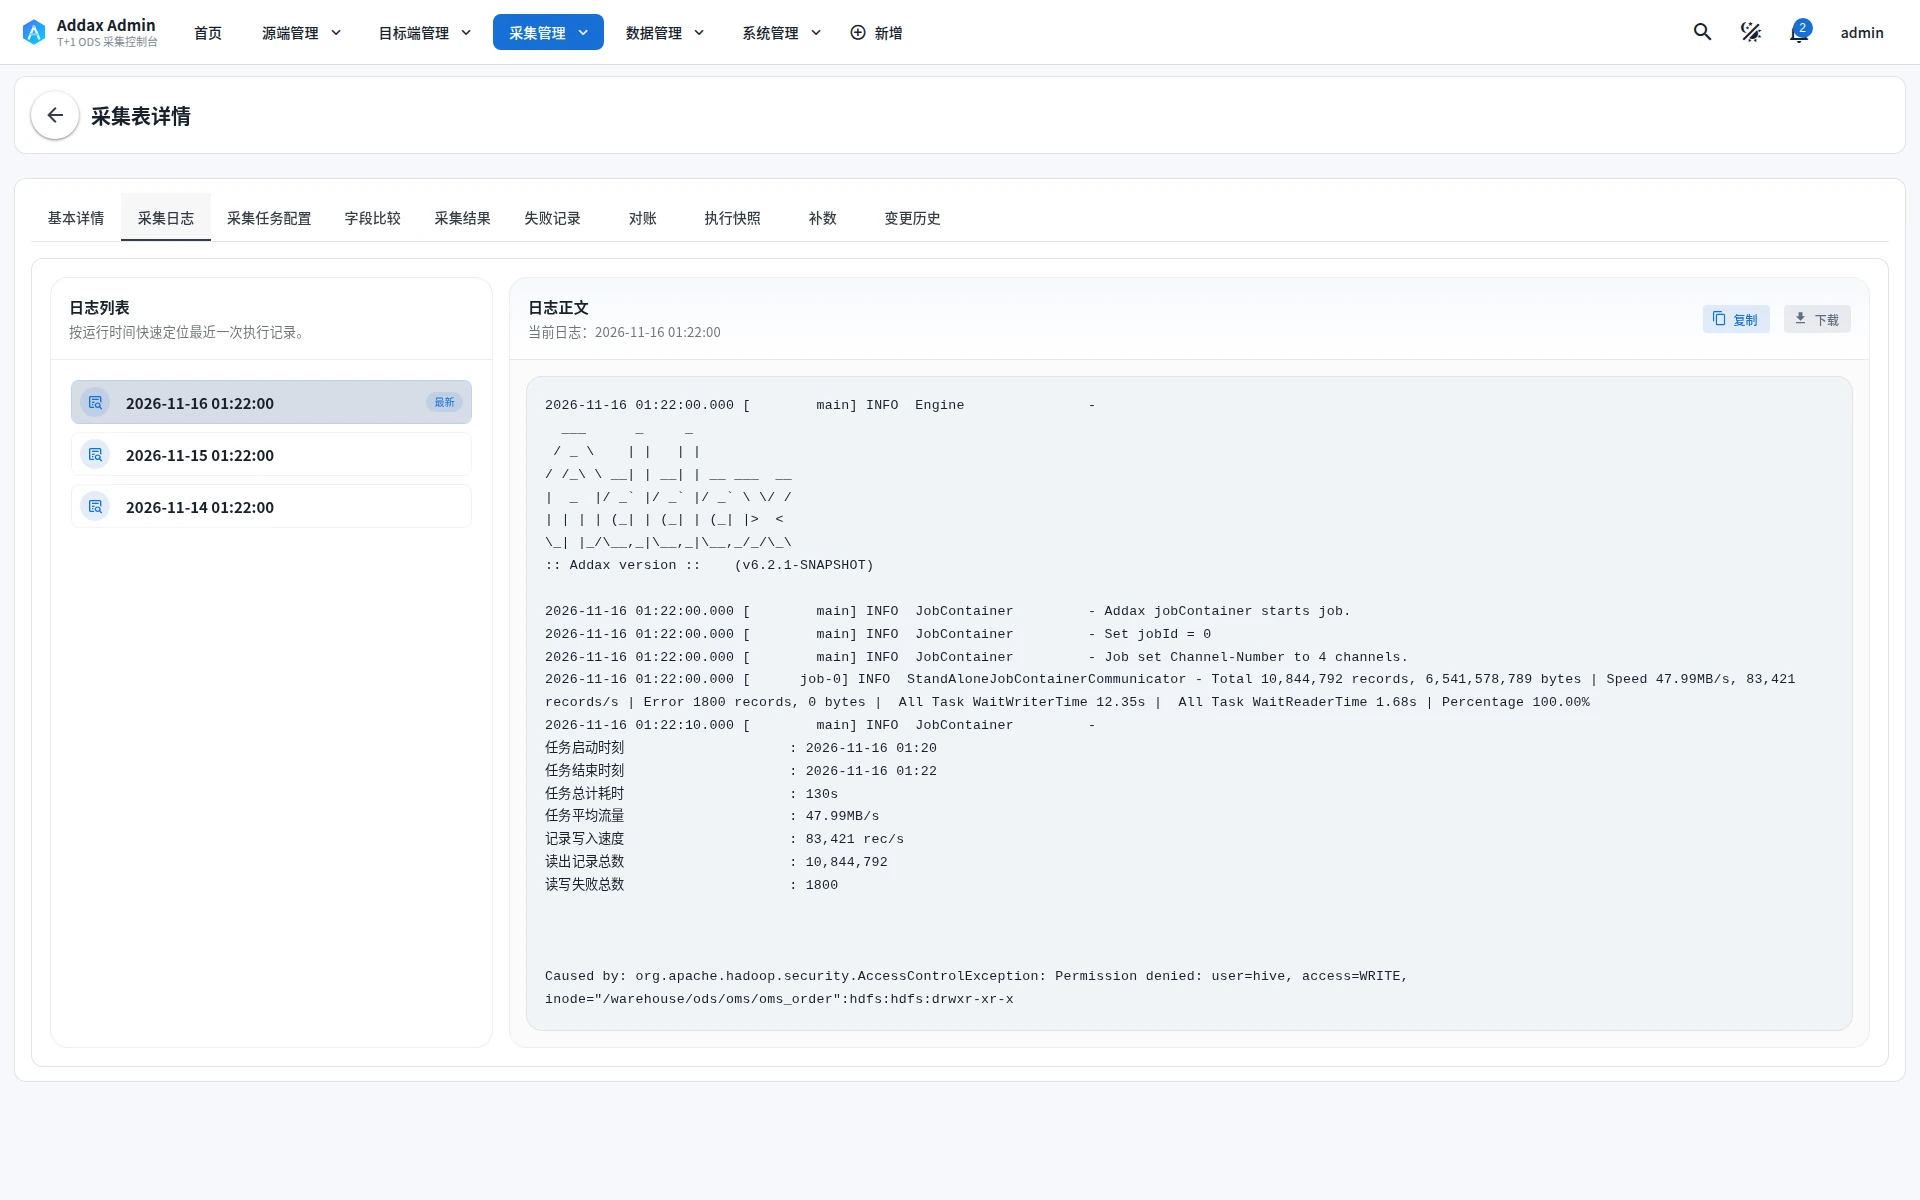 Addax Admin
T+1 ODS 采集控制台
首页
源端管理
目标端管理
采集管理
数据管理
系统管理
新增
2
admin
采集表详情
基本详情
采集日志
采集任务配置
字段比较
采集结果
失败记录
对账
执行快照
补数
变更历史
日志列表
按运行时间快速定位最近一次执行记录。
2026-11-16 01:22:00
最新
2026-11-15 01:22:00
2026-11-14 01:22:00
日志正文
当前日志：2026-11-16 01:22:00
复制
下载
2026-11-16 01:22:00.000 [        main] INFO  Engine               -
  ___      _     _
 / _ \    | |   | |
/ /_\ \ __| | __| | __ ___  __
|  _  |/ _` |/ _` |/ _` \ \/ /
| | | | (_| | (_| | (_| |>  <
\_| |_/\__,_|\__,_|\__,_/_/\_\
:: Addax version ::    (v6.2.1-SNAPSHOT)
2026-11-16 01:22:00.000 [        main] INFO  JobContainer         - Addax jobContainer starts job.
2026-11-16 01:22:00.000 [        main] INFO  JobContainer         - Set jobId = 0
2026-11-16 01:22:00.000 [        main] INFO  JobContainer         - Job set Channel-Number to 4 channels.
2026-11-16 01:22:00.000 [      job-0] INFO  StandAloneJobContainerCommunicator - Total 10,844,792 records, 6,541,578,789 bytes | Speed 47.99MB/s, 83,421
records/s | Error 1800 records, 0 bytes |  All Task WaitWriterTime 12.35s |  All Task WaitReaderTime 1.68s | Percentage 100.00%
2026-11-16 01:22:10.000 [        main] INFO  JobContainer         -
任务启动时刻                    : 2026-11-16 01:20
任务结束时刻                    : 2026-11-16 01:22
任务总计耗时                    : 130s
任务平均流量                    : 47.99MB/s
记录写入速度                    : 83,421 rec/s
读出记录总数                    : 10,844,792
读写失败总数                    : 1800
Caused by: org.apache.hadoop.security.AccessControlException: Permission denied: user=hive, access=WRITE,
inode="/warehouse/ods/oms/oms_order":hdfs:hdfs:drwxr-xr-x